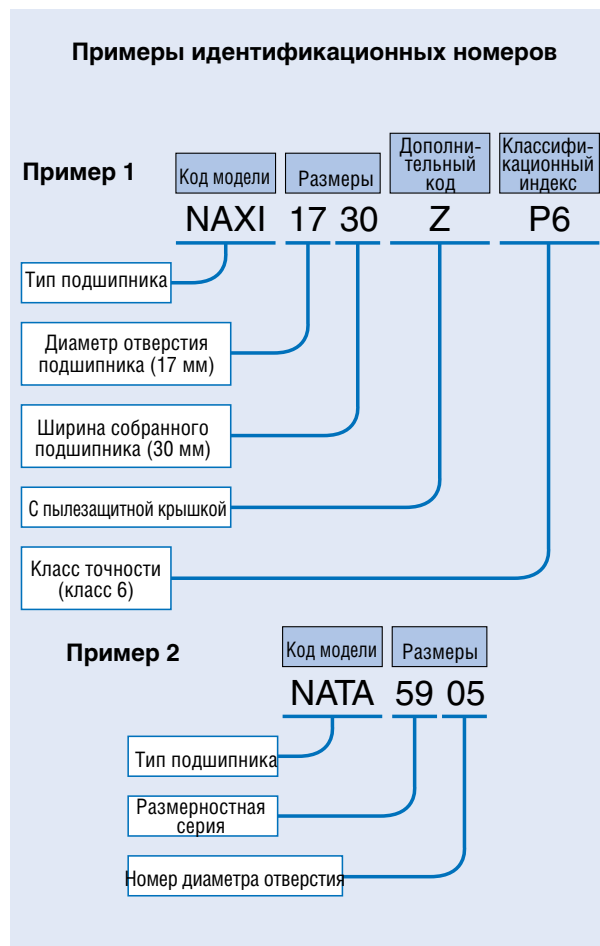 Примеры идентификационных номеров
Пример 1
Код модели
Размеры
Дополни-
тельный
код
Классифи-
кационный
индекс
NAXI 17 30 Z P6
Тип подшипника
Диаметр отверстия
подшипника (17 мм)
Ширина собранного
подшипника (30 мм)
С пылезащитной крышкой
Класс точности
(класс 6)
Пример 2
Код модели
Размеры
NATA 59 05
Тип подшипника
Размерностная
серия
Номер диаметра отверстия